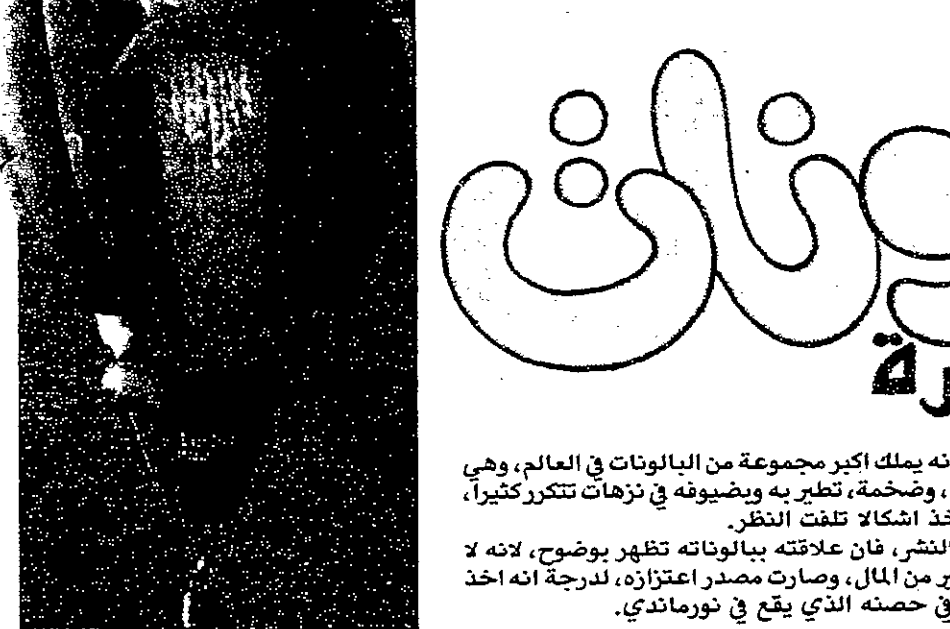 ونات
رة
نه يملك اكبر مجموعة من البالونات في العالم، وهي
، وضخمة، تطير به وبضيوفه في نزهات تتكرر كثيرا،
خذ اشكالا تلفت النظر.
النشر، فان علاقته ببالوناته تظهر بوضوح، لانه لا
ير من المال، وصارت مصدر اعتزازه، لدرجة انه اخذ
في حصنه الذي يقع في نورماندي.